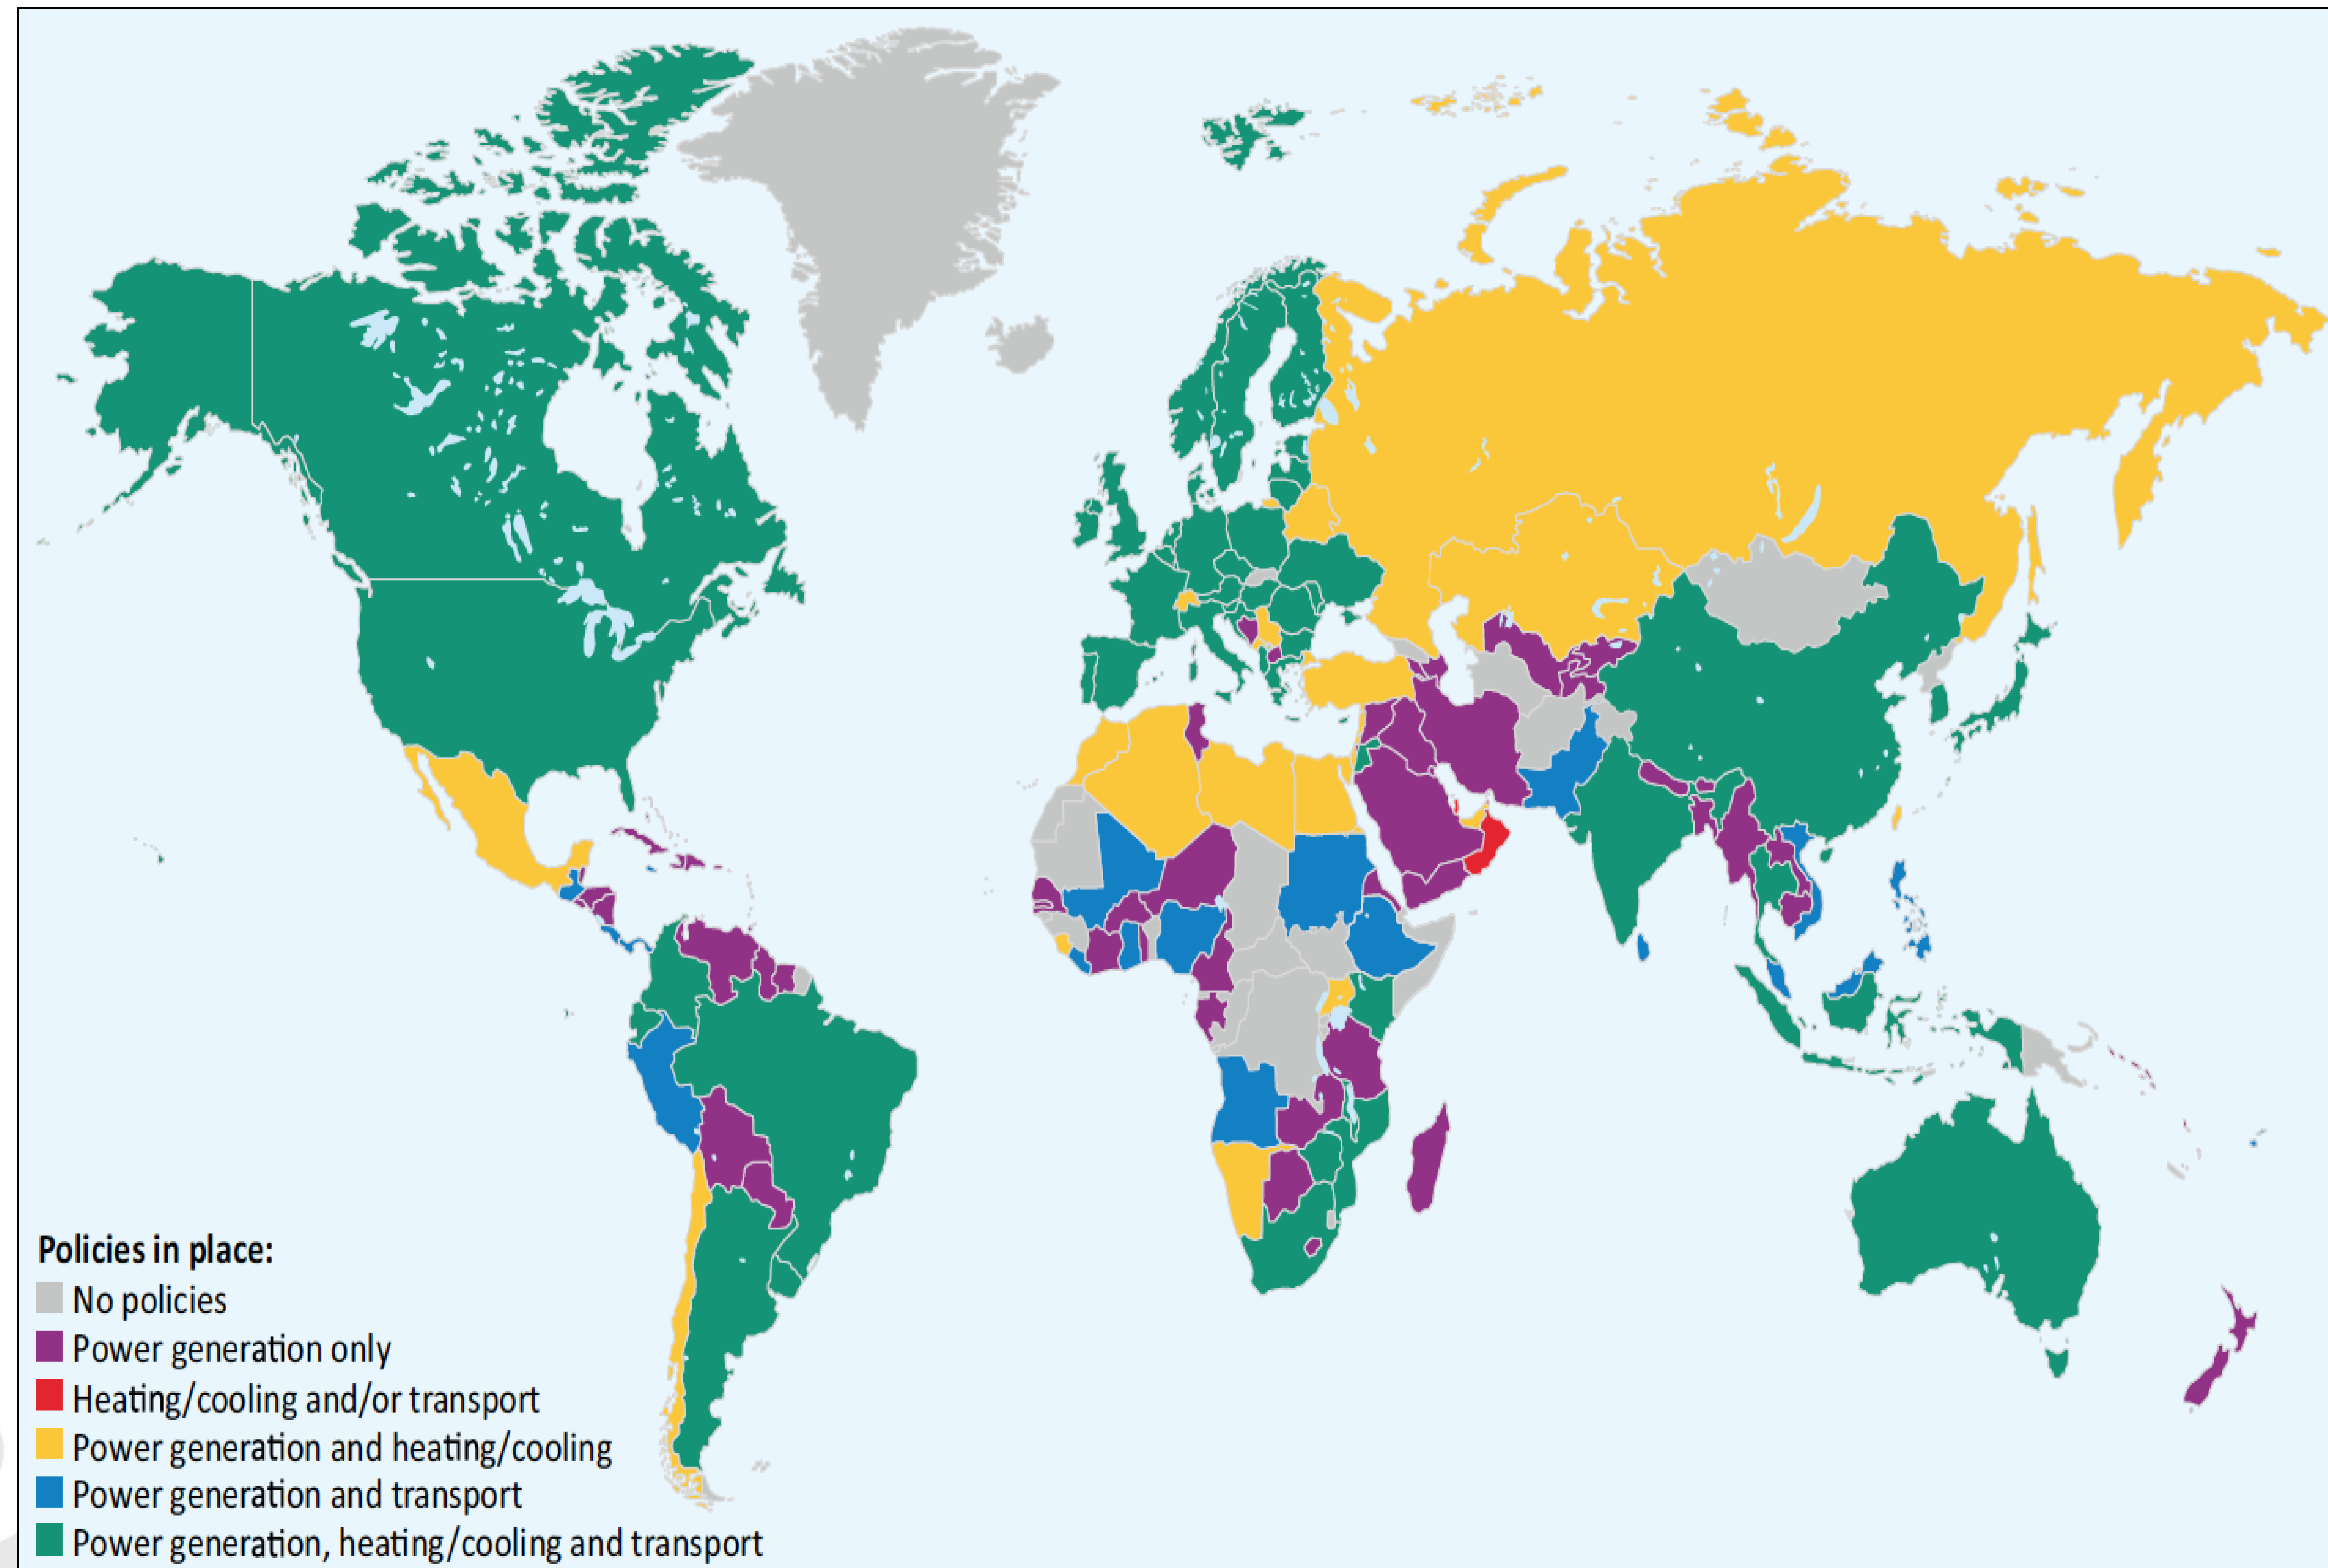 Policies in place:
No policies
Power generation only
Heating/cooling and/or transport
Power generation and heating/cooling
Power generation and transport
Power generation, heating/cooling and transport